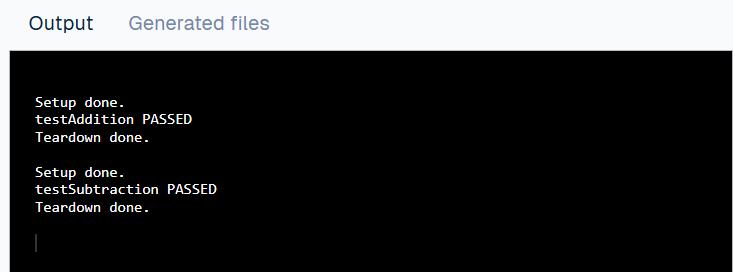 Output Generated files
Setup done.
testAddition PASSED
Teardown done.
Setup done.
testSubtraction PASSED
Teardown done.